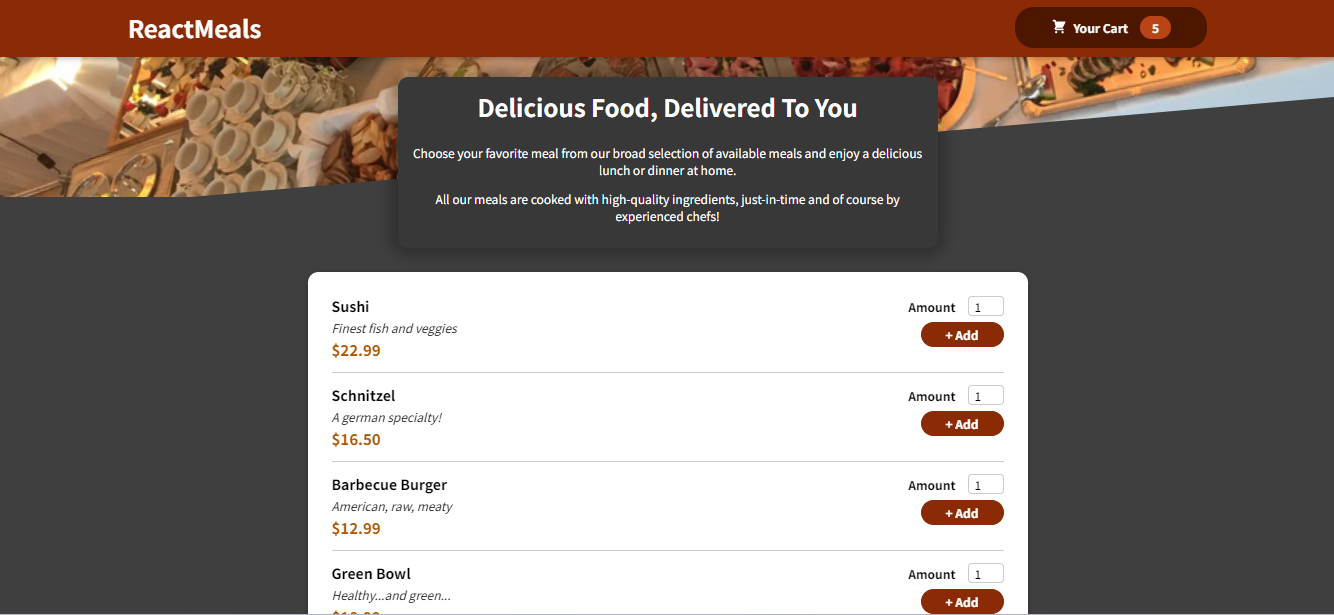 ReactMeals
Your Cart 5
Delicious Food, Delivered To You
Choose your favorite meal from our broad selection of available meals and enjoy a delicious
lunch or dinner at home.
All our meals are cooked with high-quality ingredients, just-in-time and of course by
experienced chefs!
Sushi
Amount 1
Finest fish and veggies
+ Add
$22.99
Schnitzel
Amount 1
A german specialty!
+ Add
$16.50
Barbecue Burger
Amount 1
American, raw, meaty
+ Add
$12.99
Green Bowl
Amount 1
Healthy...and green...
+ Add